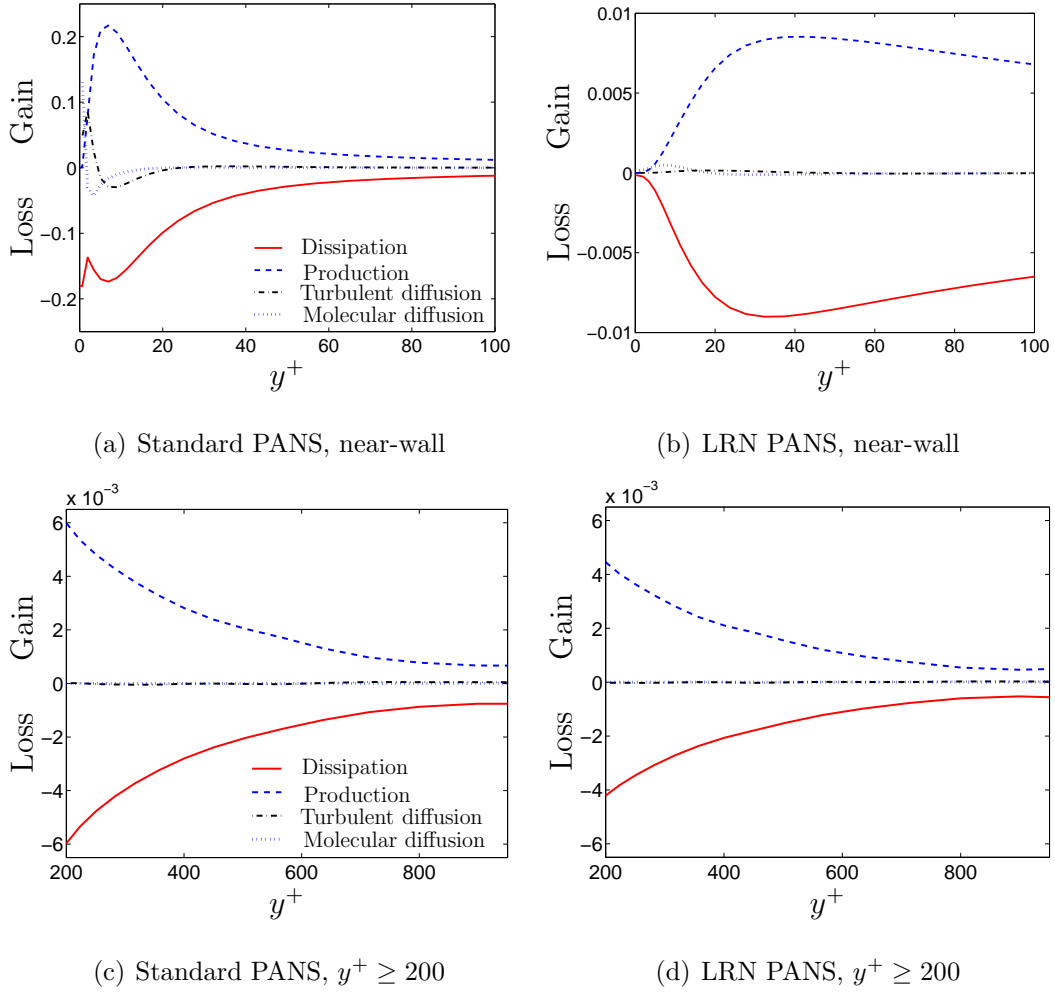 0.2
0.1
0
−0.1
−0.2
Gain
Loss
Dissipation
Production
Turbulent diffusion
Molecular diffusion
0 20 40 60 80 100
y⁺
(a) Standard PANS, near-wall
0.01
0.005
0
−0.005
−0.01
Gain
Loss
0 20 40 60 80 100
y⁺
(b) LRN PANS, near-wall
x 10⁻³
6
4
2
0
−2
−4
−6
Gain
Loss
Dissipation
Production
Turbulent diffusion
Molecular diffusion
200 400 600 800
y⁺
(c) Standard PANS, y⁺ ≥ 200
x 10⁻³
6
4
2
0
−2
−4
−6
Gain
Loss
200 400 600 800
y⁺
(d) LRN PANS, y⁺ ≥ 200